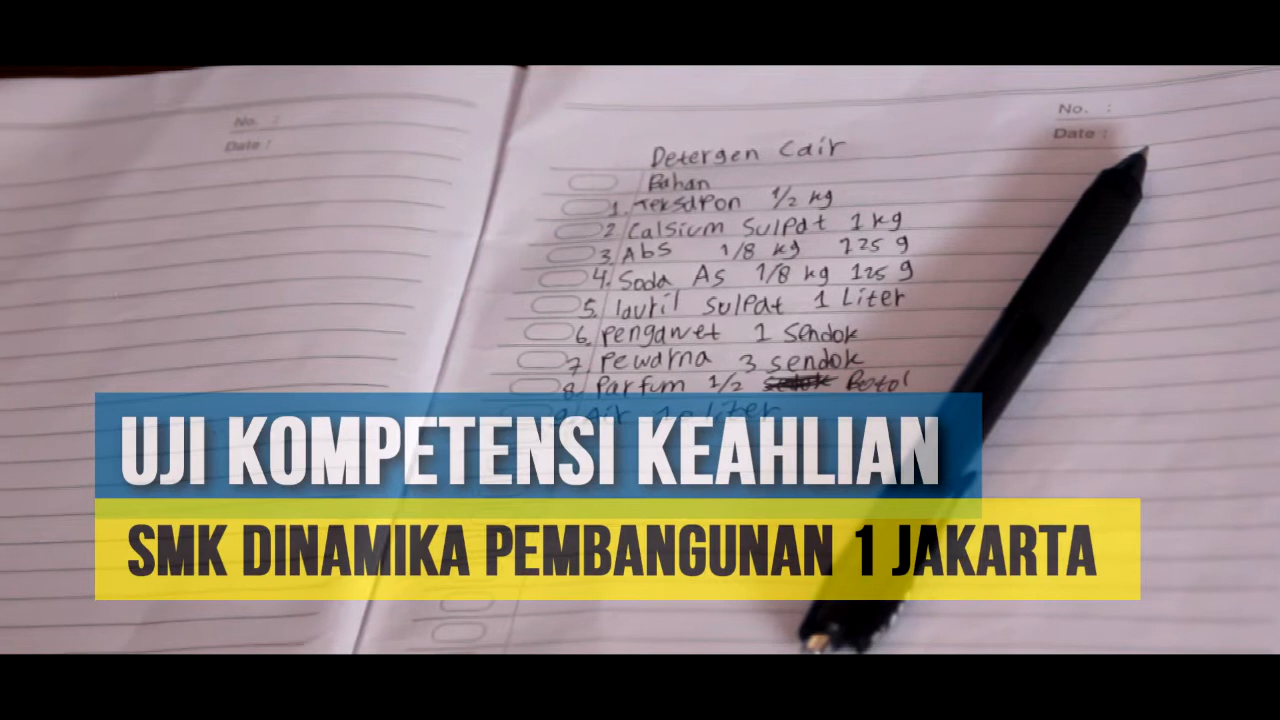 No. :
Date :
No. :
Date :
Detergen Cair
Bahan
1. Teksapon 1/2 kg
2 Calsium Sulpat 1 kg
3. Abs 1/8 kg 125 g
4. Soda As 1/8 kg 125 g
5. lauril sulpat 1 Liter
6. pengawet 1 Sendok
7. pewarna 3 sendok
8. Parfum 1/2 Botol
air liter
UJI KOMPETENSI KEAHLIAN
SMK DINAMIKA PEMBANGUNAN 1 JAKARTA